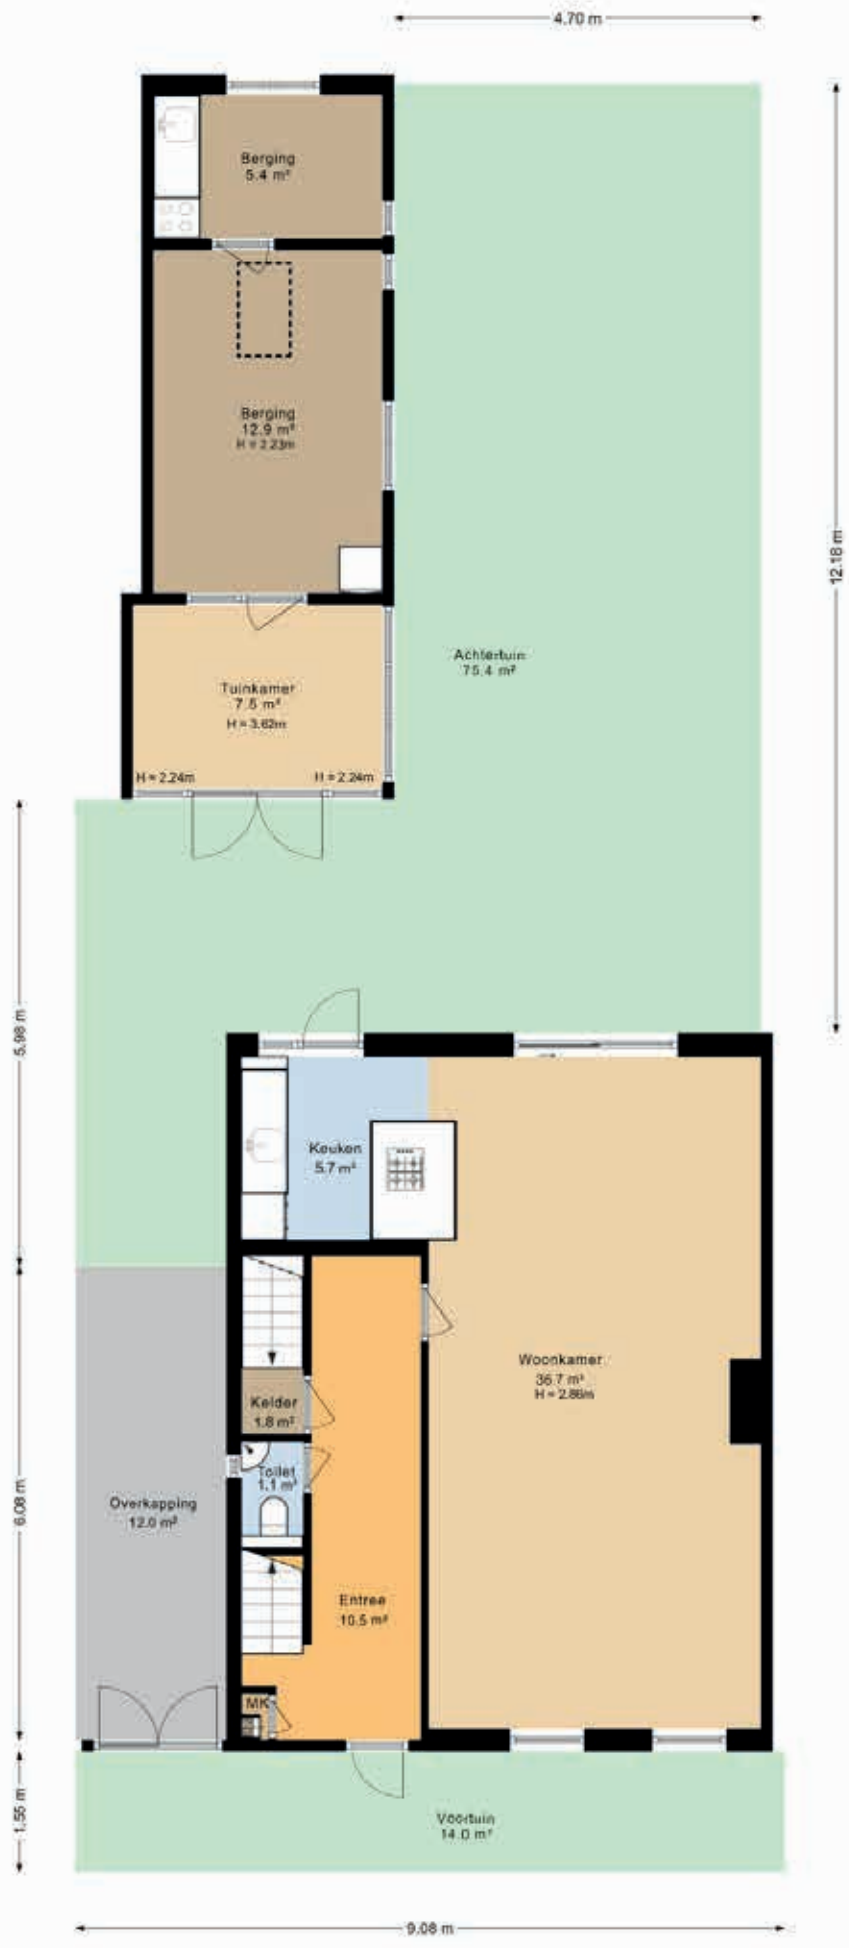 4.70 m
Berging
5.4 m²
12.18 m
Berging
12.9 m²
H = 2.23m
Achtertuin
75.4 m²
Tuinkamer
7.5 m²
H = 3.62m
H = 2.24m
H = 2.24m
5.98 m
Keuken
5.7 m²
Woonkamer
36.7 m²
H = 2.86m
Kelder
1.8 m²
Toilet
1.1 m²
6.08 m
Overkapping
12.0 m²
Entree
10.5 m²
MK
1.55 m
Voortuin
14.0 m²
9.08 m